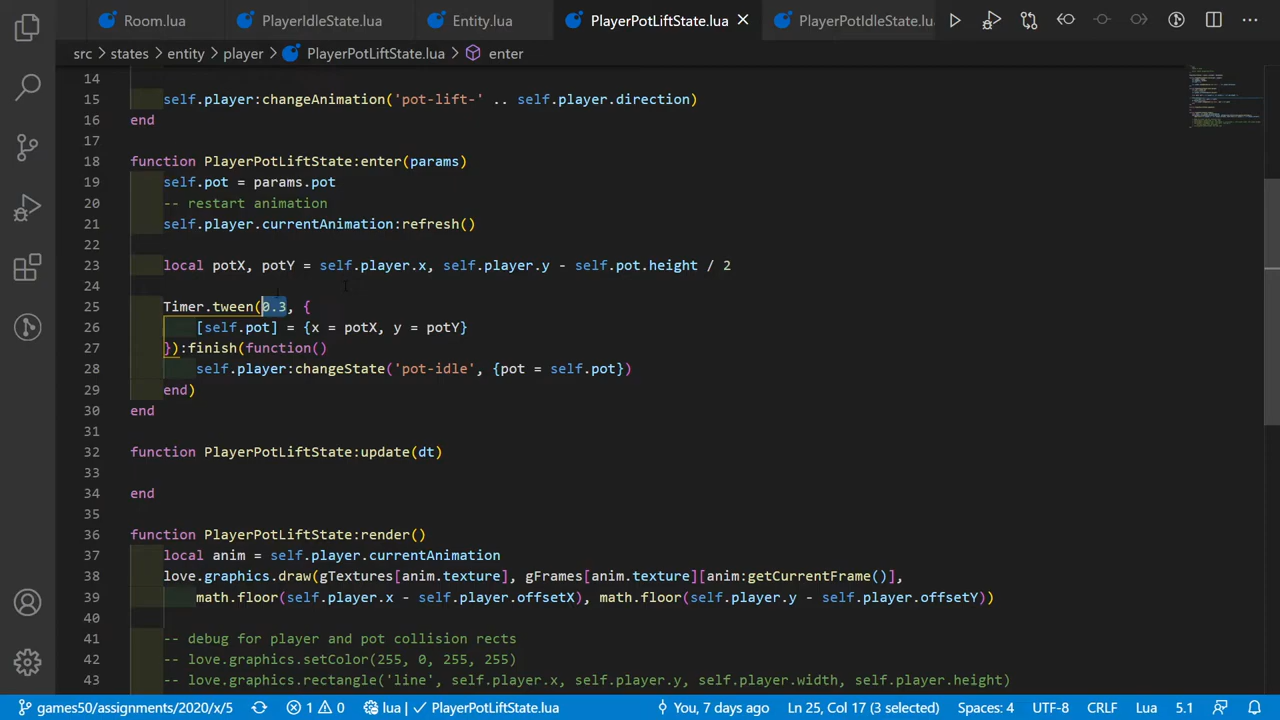 Room.lua PlayerIdleState.lua Entity.lua PlayerPotLiftState.lua PlayerPotIdleState.lu
src > states > entity > player > PlayerPotLiftState.lua > enter
14
15 self.player:changeAnimation('pot-lift-' .. self.player.direction)
16 end
17
18 function PlayerPotLiftState:enter(params)
19 self.pot = params.pot
20 -- restart animation
21 self.player.currentAnimation:refresh()
22
23 local potX, potY = self.player.x, self.player.y - self.pot.height / 2
24
25 Timer.tween(0.3, {
26 [self.pot] = {x = potX, y = potY}
27 }):finish(function()
28 self.player:changeState('pot-idle', {pot = self.pot})
29 end)
30 end
31
32 function PlayerPotLiftState:update(dt)
33
34 end
35
36 function PlayerPotLiftState:render()
37 local anim = self.player.currentAnimation
38 love.graphics.draw(gTextures[anim.texture], gFrames[anim.texture][anim:getCurrentFrame()],
39 math.floor(self.player.x - self.player.offsetX), math.floor(self.player.y - self.player.offsetY))
40
41 -- debug for player and pot collision rects
42 -- love.graphics.setColor(255, 0, 255, 255)
43 -- love.graphics.rectangle('line', self.player.x, self.player.y, self.player.width, self.player.height)
games50/assignments/2020/x/5 1 0 lua | ✓ PlayerPotLiftState.lua You, 7 days ago Ln 25, Col 17 (3 selected) Spaces: 4 UTF-8 CRLF Lua 5.1